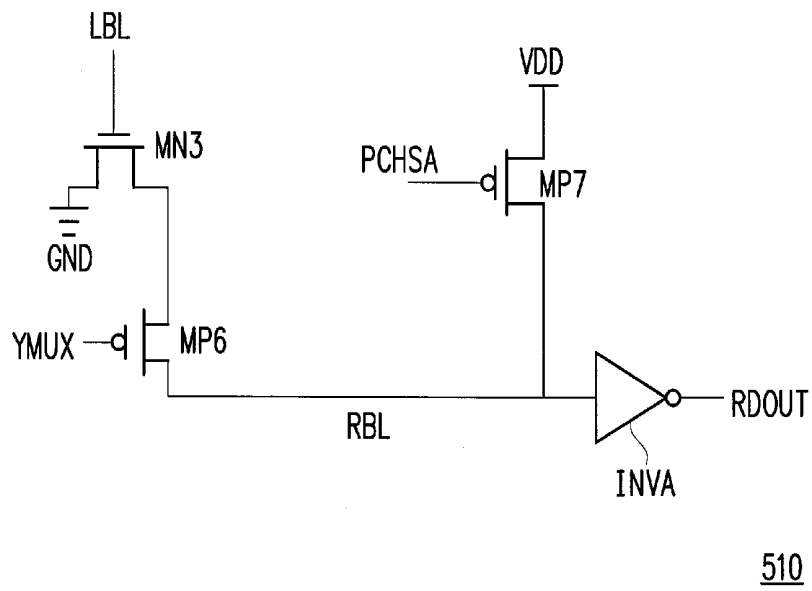 LBL
VDD
MN3
PCHSA
MP7
GND
YMUX
MP6
RDOUT
RBL
INVA
510